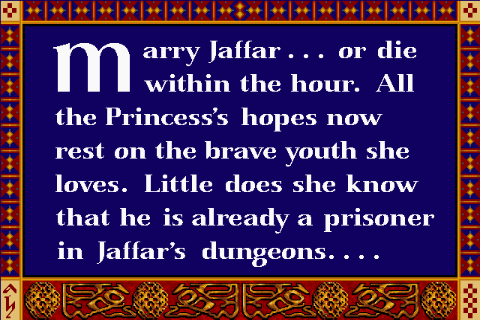 marry Jaffar... or die
within the hour. All
the Princess's hopes now
rest on the brave youth she
loves. Little does she know
that he is already a prisoner
in Jaffar's dungeons....